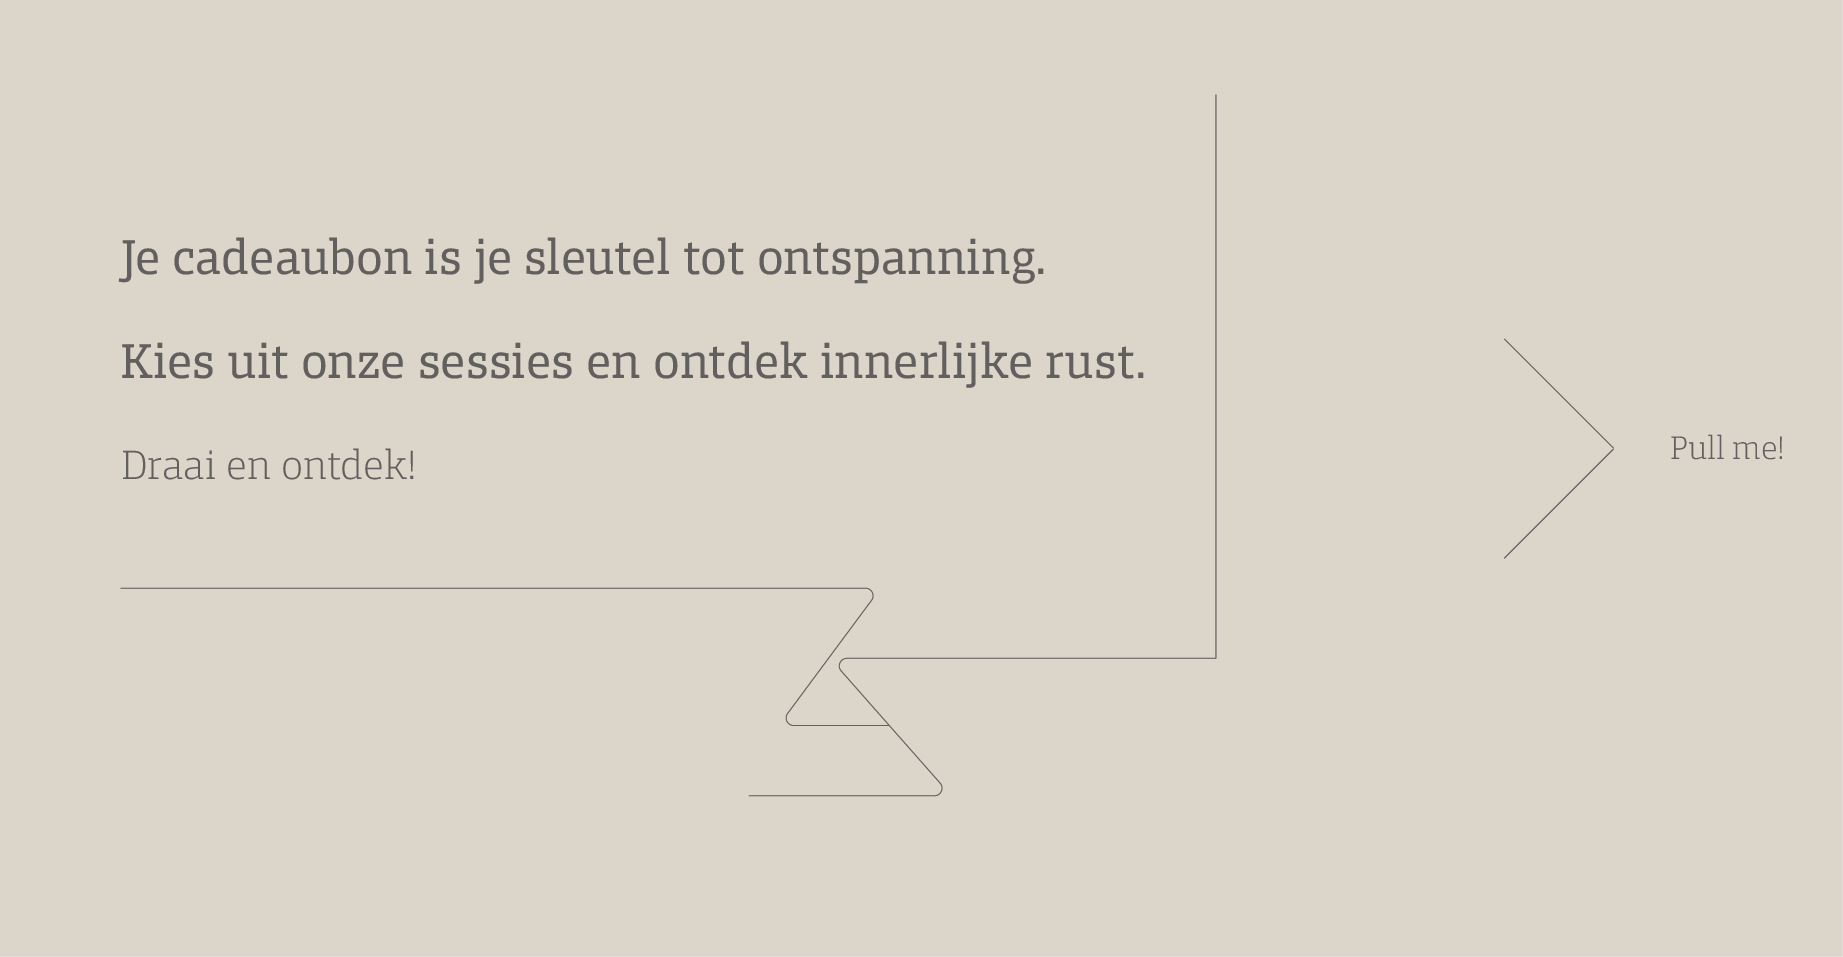 Je cadeaubon is je sleutel tot ontspanning.
Kies uit onze sessies en ontdek innerlijke rust.
Draai en ontdek!
Pull me!